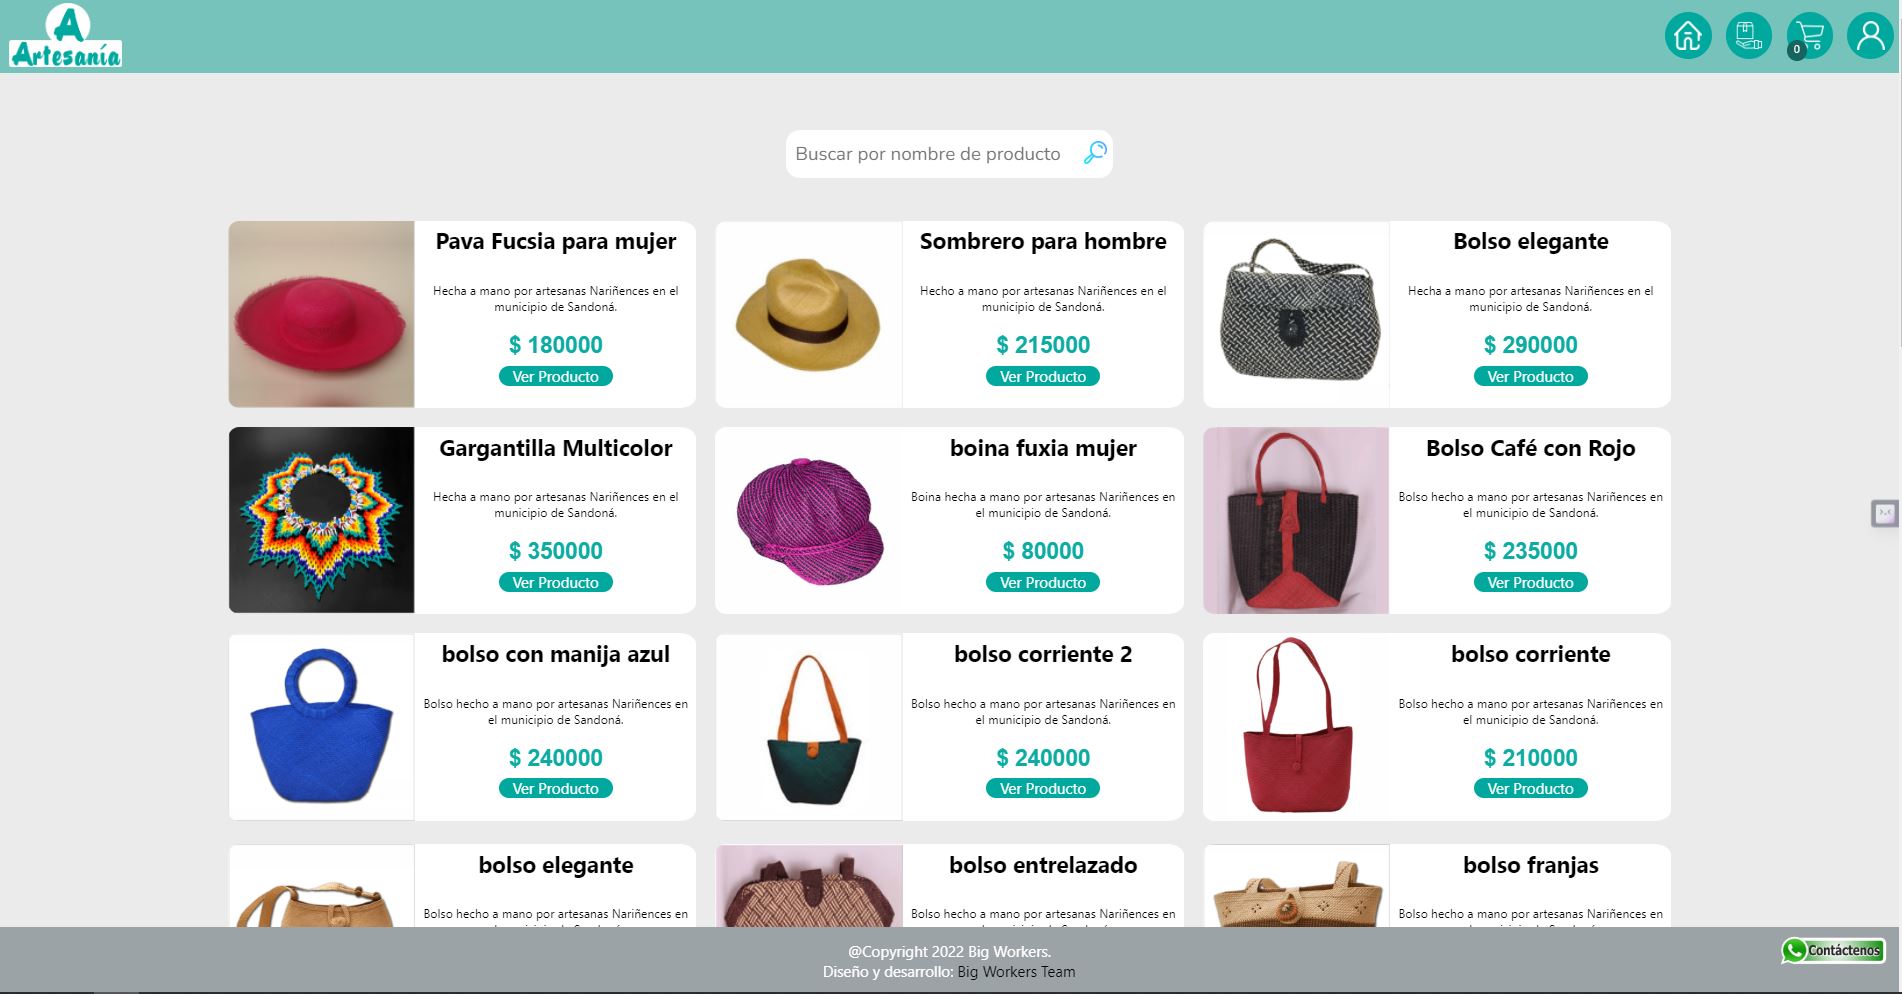 A
Artesanía
0
Buscar por nombre de producto
Pava Fucsia para mujer
Hecha a mano por artesanas Nariñences en el
municipio de Sandoná.
$ 180000
Ver Producto
Sombrero para hombre
Hecho a mano por artesanas Nariñences en el
municipio de Sandoná.
$ 215000
Ver Producto
Bolso elegante
Hecha a mano por artesanas Nariñences en el
municipio de Sandoná.
$ 290000
Ver Producto
Gargantilla Multicolor
Hecha a mano por artesanas Nariñences en el
municipio de Sandoná.
$ 350000
Ver Producto
boina fuxia mujer
Boina hecha a mano por artesanas Nariñences en
el municipio de Sandoná.
$ 80000
Ver Producto
Bolso Café con Rojo
Bolso hecho a mano por artesanas Nariñences en
el municipio de Sandoná.
$ 235000
Ver Producto
bolso con manija azul
Bolso hecho a mano por artesanas Nariñences en
el municipio de Sandoná.
$ 240000
Ver Producto
bolso corriente 2
Bolso hecho a mano por artesanas Nariñences en
el municipio de Sandoná.
$ 240000
Ver Producto
bolso corriente
Bolso hecho a mano por artesanas Nariñences en
el municipio de Sandoná.
$ 210000
Ver Producto
bolso elegante
Bolso hecho a mano por artesanas Nariñences en
bolso entrelazado
Bolso hecho a mano por artesanas Nariñences en
bolso franjas
Bolso hecho a mano por artesanas Nariñences en
@Copyright 2022 Big Workers.
Diseño y desarrollo: Big Workers Team
Contáctenos